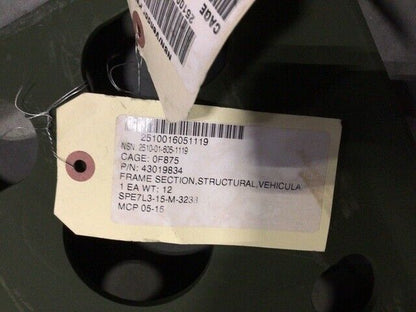 CAGE
2510016051119
NSN 2510-01-605-1119
CAGE: 0F875
P/N: 43019834
FRAME SECTION,STRUCTURAL,VEHICULA
1 EA WT: 12
SPE7L3-15-M-3233
MCP 05-15